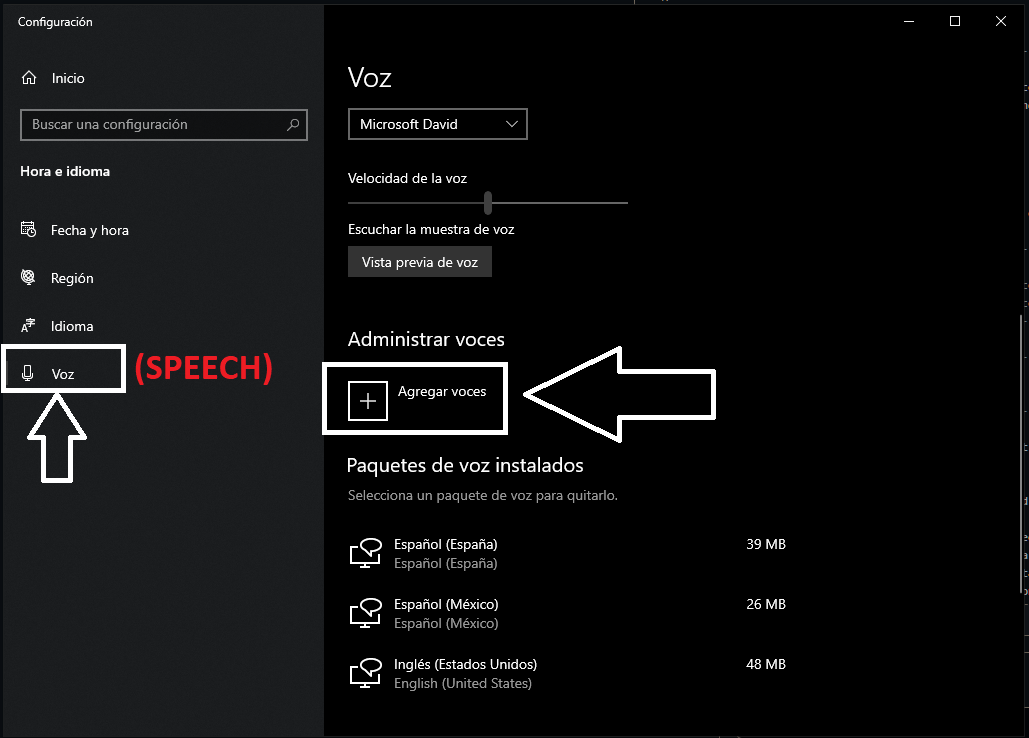 Configuración
Inicio
Buscar una configuración
Hora e idioma
Fecha y hora
Región
Idioma
Voz
(SPEECH)
Voz
Microsoft David
Velocidad de la voz
Escuchar la muestra de voz
Vista previa de voz
Administrar voces
Agregar voces
Paquetes de voz instalados
Selecciona un paquete de voz para quitarlo.
Español (España)
39 MB
Español (España)
Español (México)
26 MB
Español (México)
Inglés (Estados Unidos)
48 MB
English (United States)